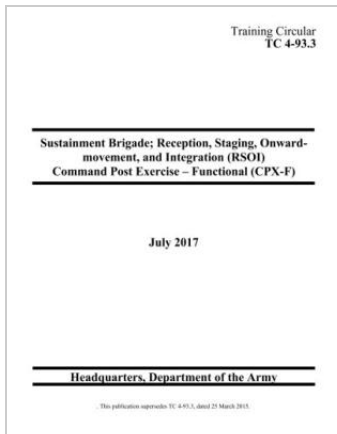 Training Circular
TC 4-93.3
Sustainment Brigade; Reception, Staging, Onward-
movement, and Integration (RSOI)
Command Post Exercise – Functional (CPX-F)
July 2017
Headquarters, Department of the Army
. This publication supersedes TC 4-93.3, dated 25 March 2015.